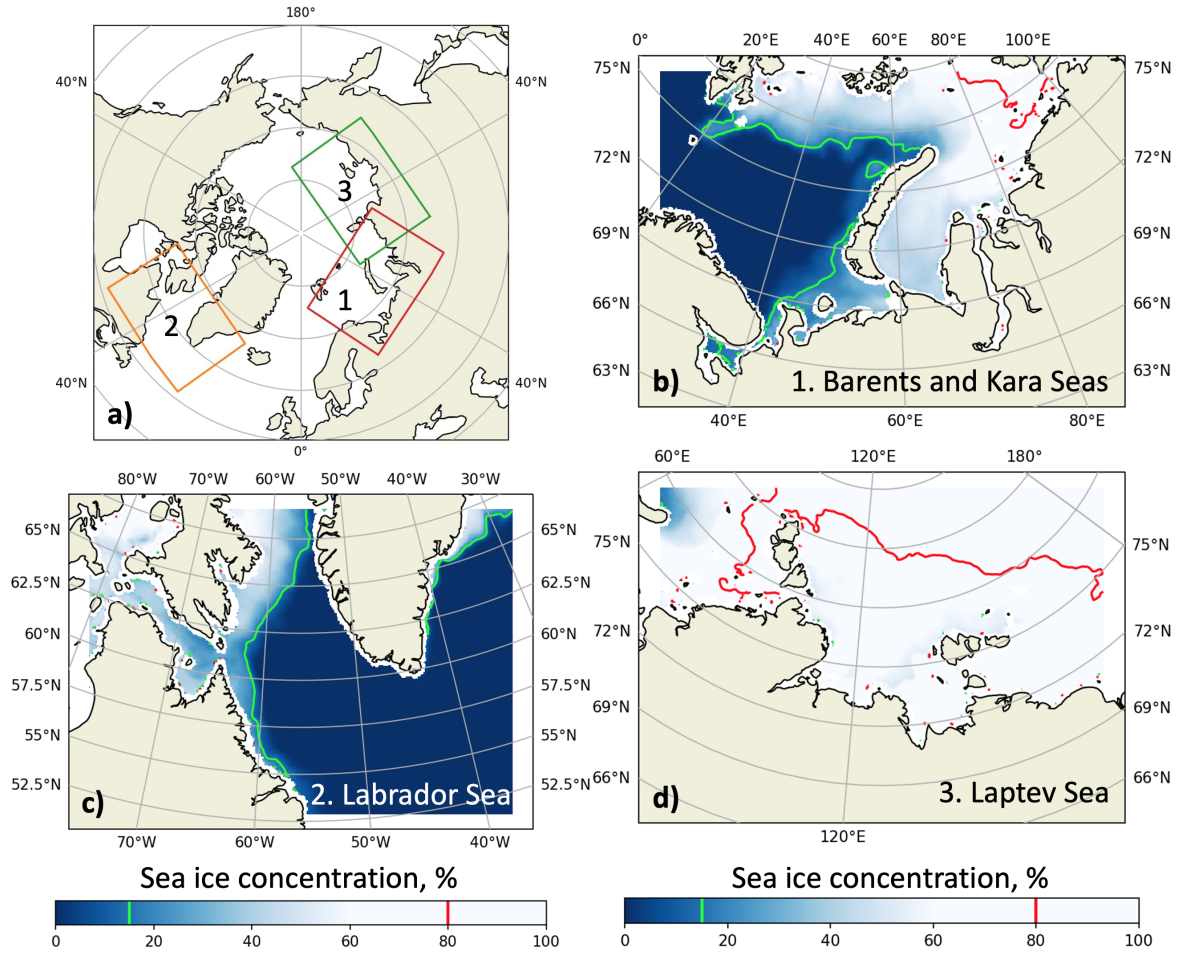 180°
40°N
40°N
3
1
2
40°N
40°N
a)
0°
0°
20°E
40°E
60°E
80°E
100°E
75°N
75°N
72°N
72°N
69°N
69°N
66°N
66°N
63°N
63°N
b)
1. Barents and Kara Seas
40°E
60°E
80°E
80°W
70°W
60°W
50°W
40°W
30°W
65°N
65°N
62.5°N
62.5°N
60°N
60°N
57.5°N
57.5°N
55°N
55°N
52.5°N
52.5°N
c)
2. Labrador Sea
70°W
60°W
50°W
40°W
60°E
120°E
180°
75°N
75°N
72°N
72°N
69°N
69°N
66°N
66°N
d)
3. Laptev Sea
120°E
Sea ice concentration, %
0
20
40
60
80
100
Sea ice concentration, %
0
20
40
60
80
100